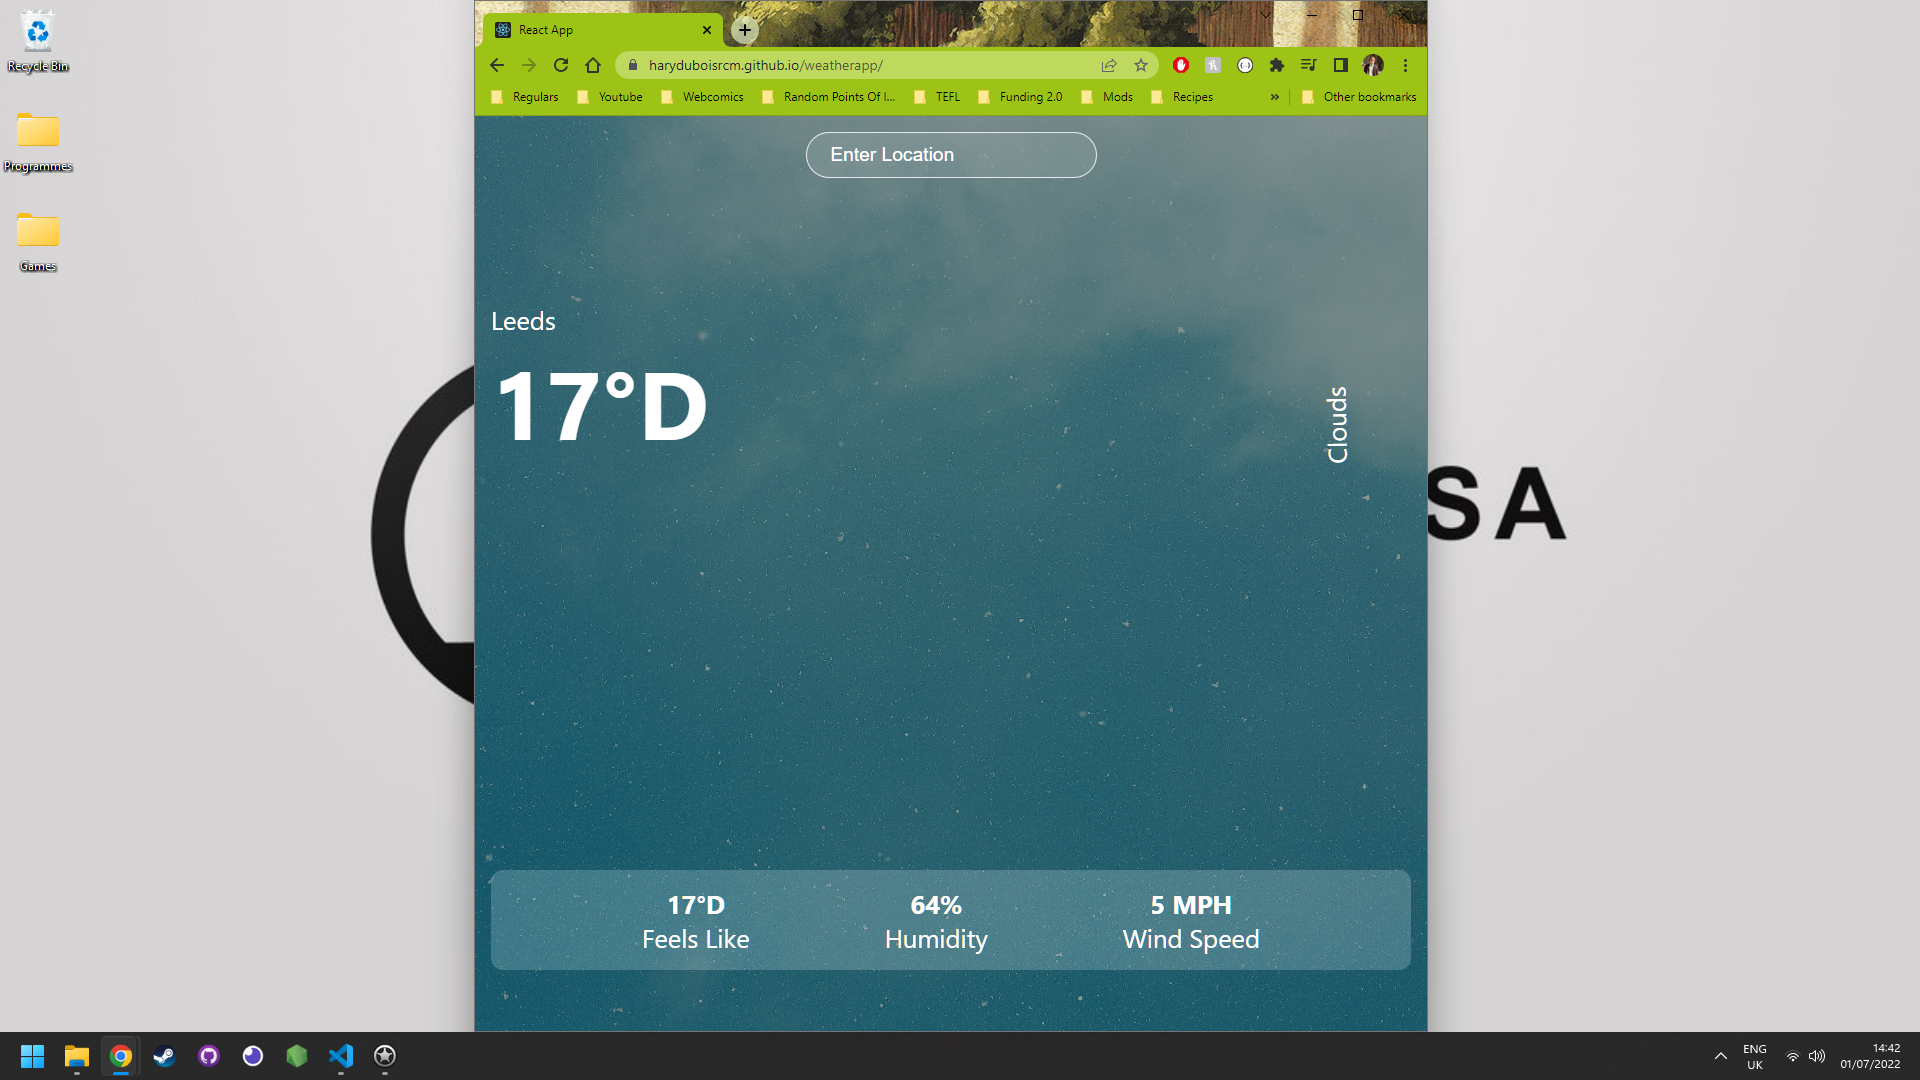 Recycle Bin
Programmes
Games
React App
haryduboisrcm.github.io/weatherapp/
Regulars
Youtube
Webcomics
Random Points Of I...
TEFL
Funding 2.0
Mods
Recipes
»
Other bookmarks
Enter Location
Leeds
17°D
Clouds
SA
17°D
Feels Like
64%
Humidity
5 MPH
Wind Speed
ENG
UK
14:42
01/07/2022